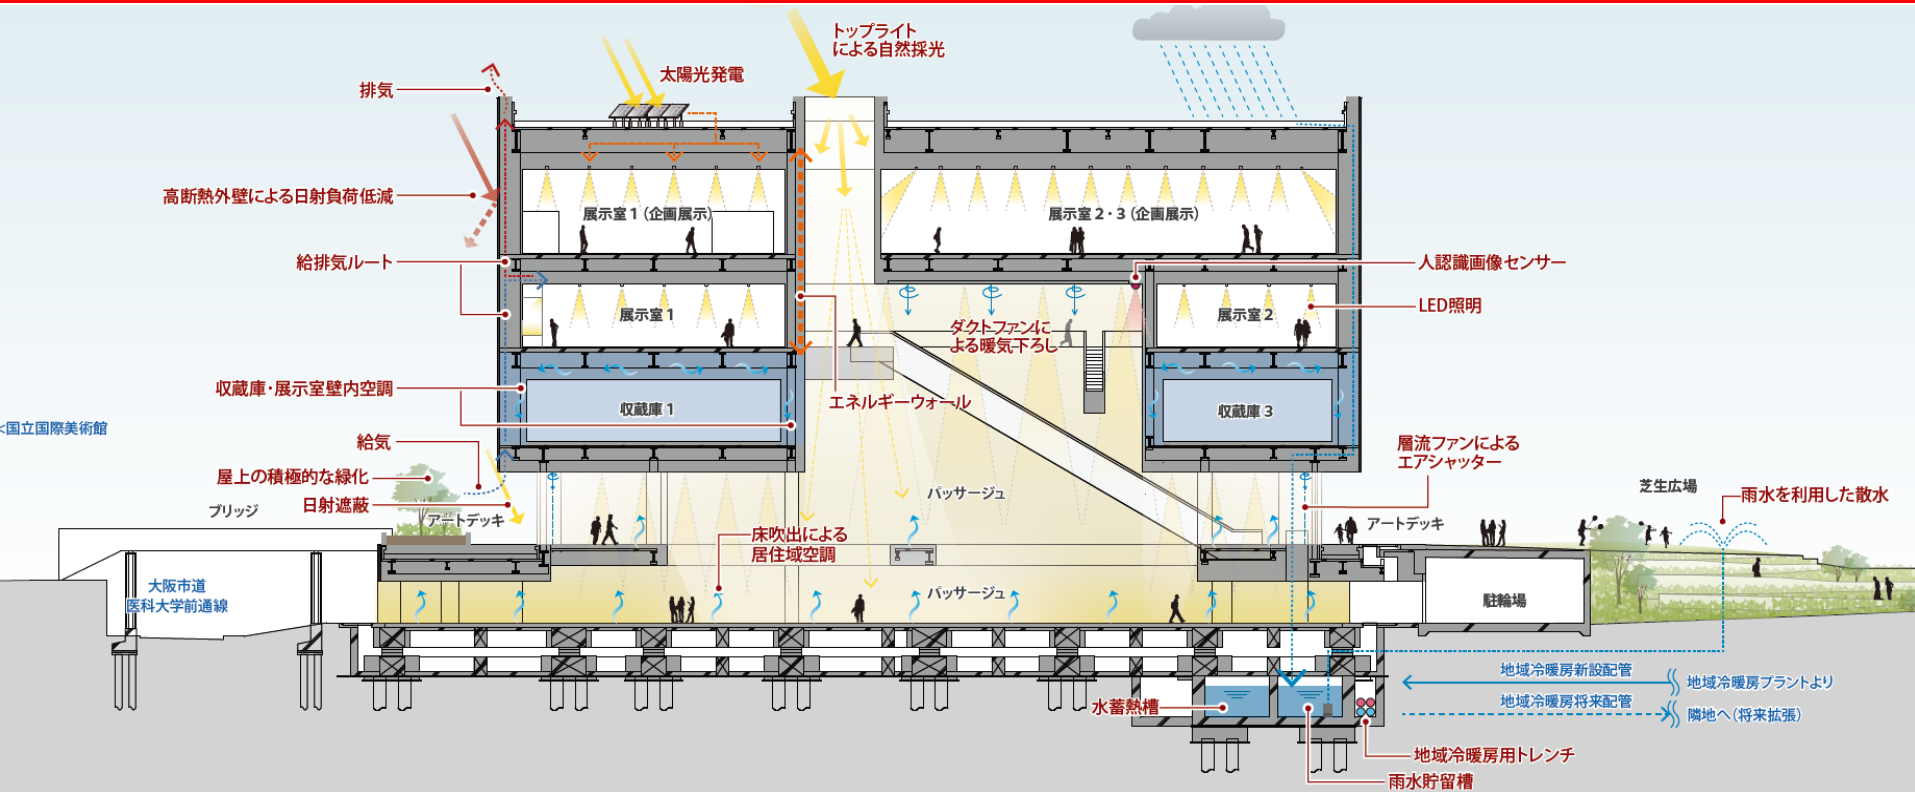 トップライト
による自然採光
太陽光発電
排気
高断熱外壁による日射負荷低減
展示室1(企画展示)
展示室2・3(企画展示)
給排気ルート
人認識画像センサー
LED照明
展示室1
展示室2
ダクトファンに
よる暖気下ろし
収蔵庫・展示室壁内空調
エネルギーウォール
収蔵庫1
収蔵庫3
<国立国際美術館
給気
層流ファンによる
エアシャッター
屋上の積極的な緑化
日射遮蔽
パッサージュ
芝生広場
雨水を利用した散水
ブリッジ
アートデッキ
アートデッキ
床吹出による
居住域空調
大阪市道
医科大学前通線
パッサージュ
駐輪場
地域冷暖房新設配管
地域冷暖房プラントより
水蓄熱槽
地域冷暖房将来配管
隣地へ(将来拡張)
地域冷暖房用トレンチ
雨水貯留槽